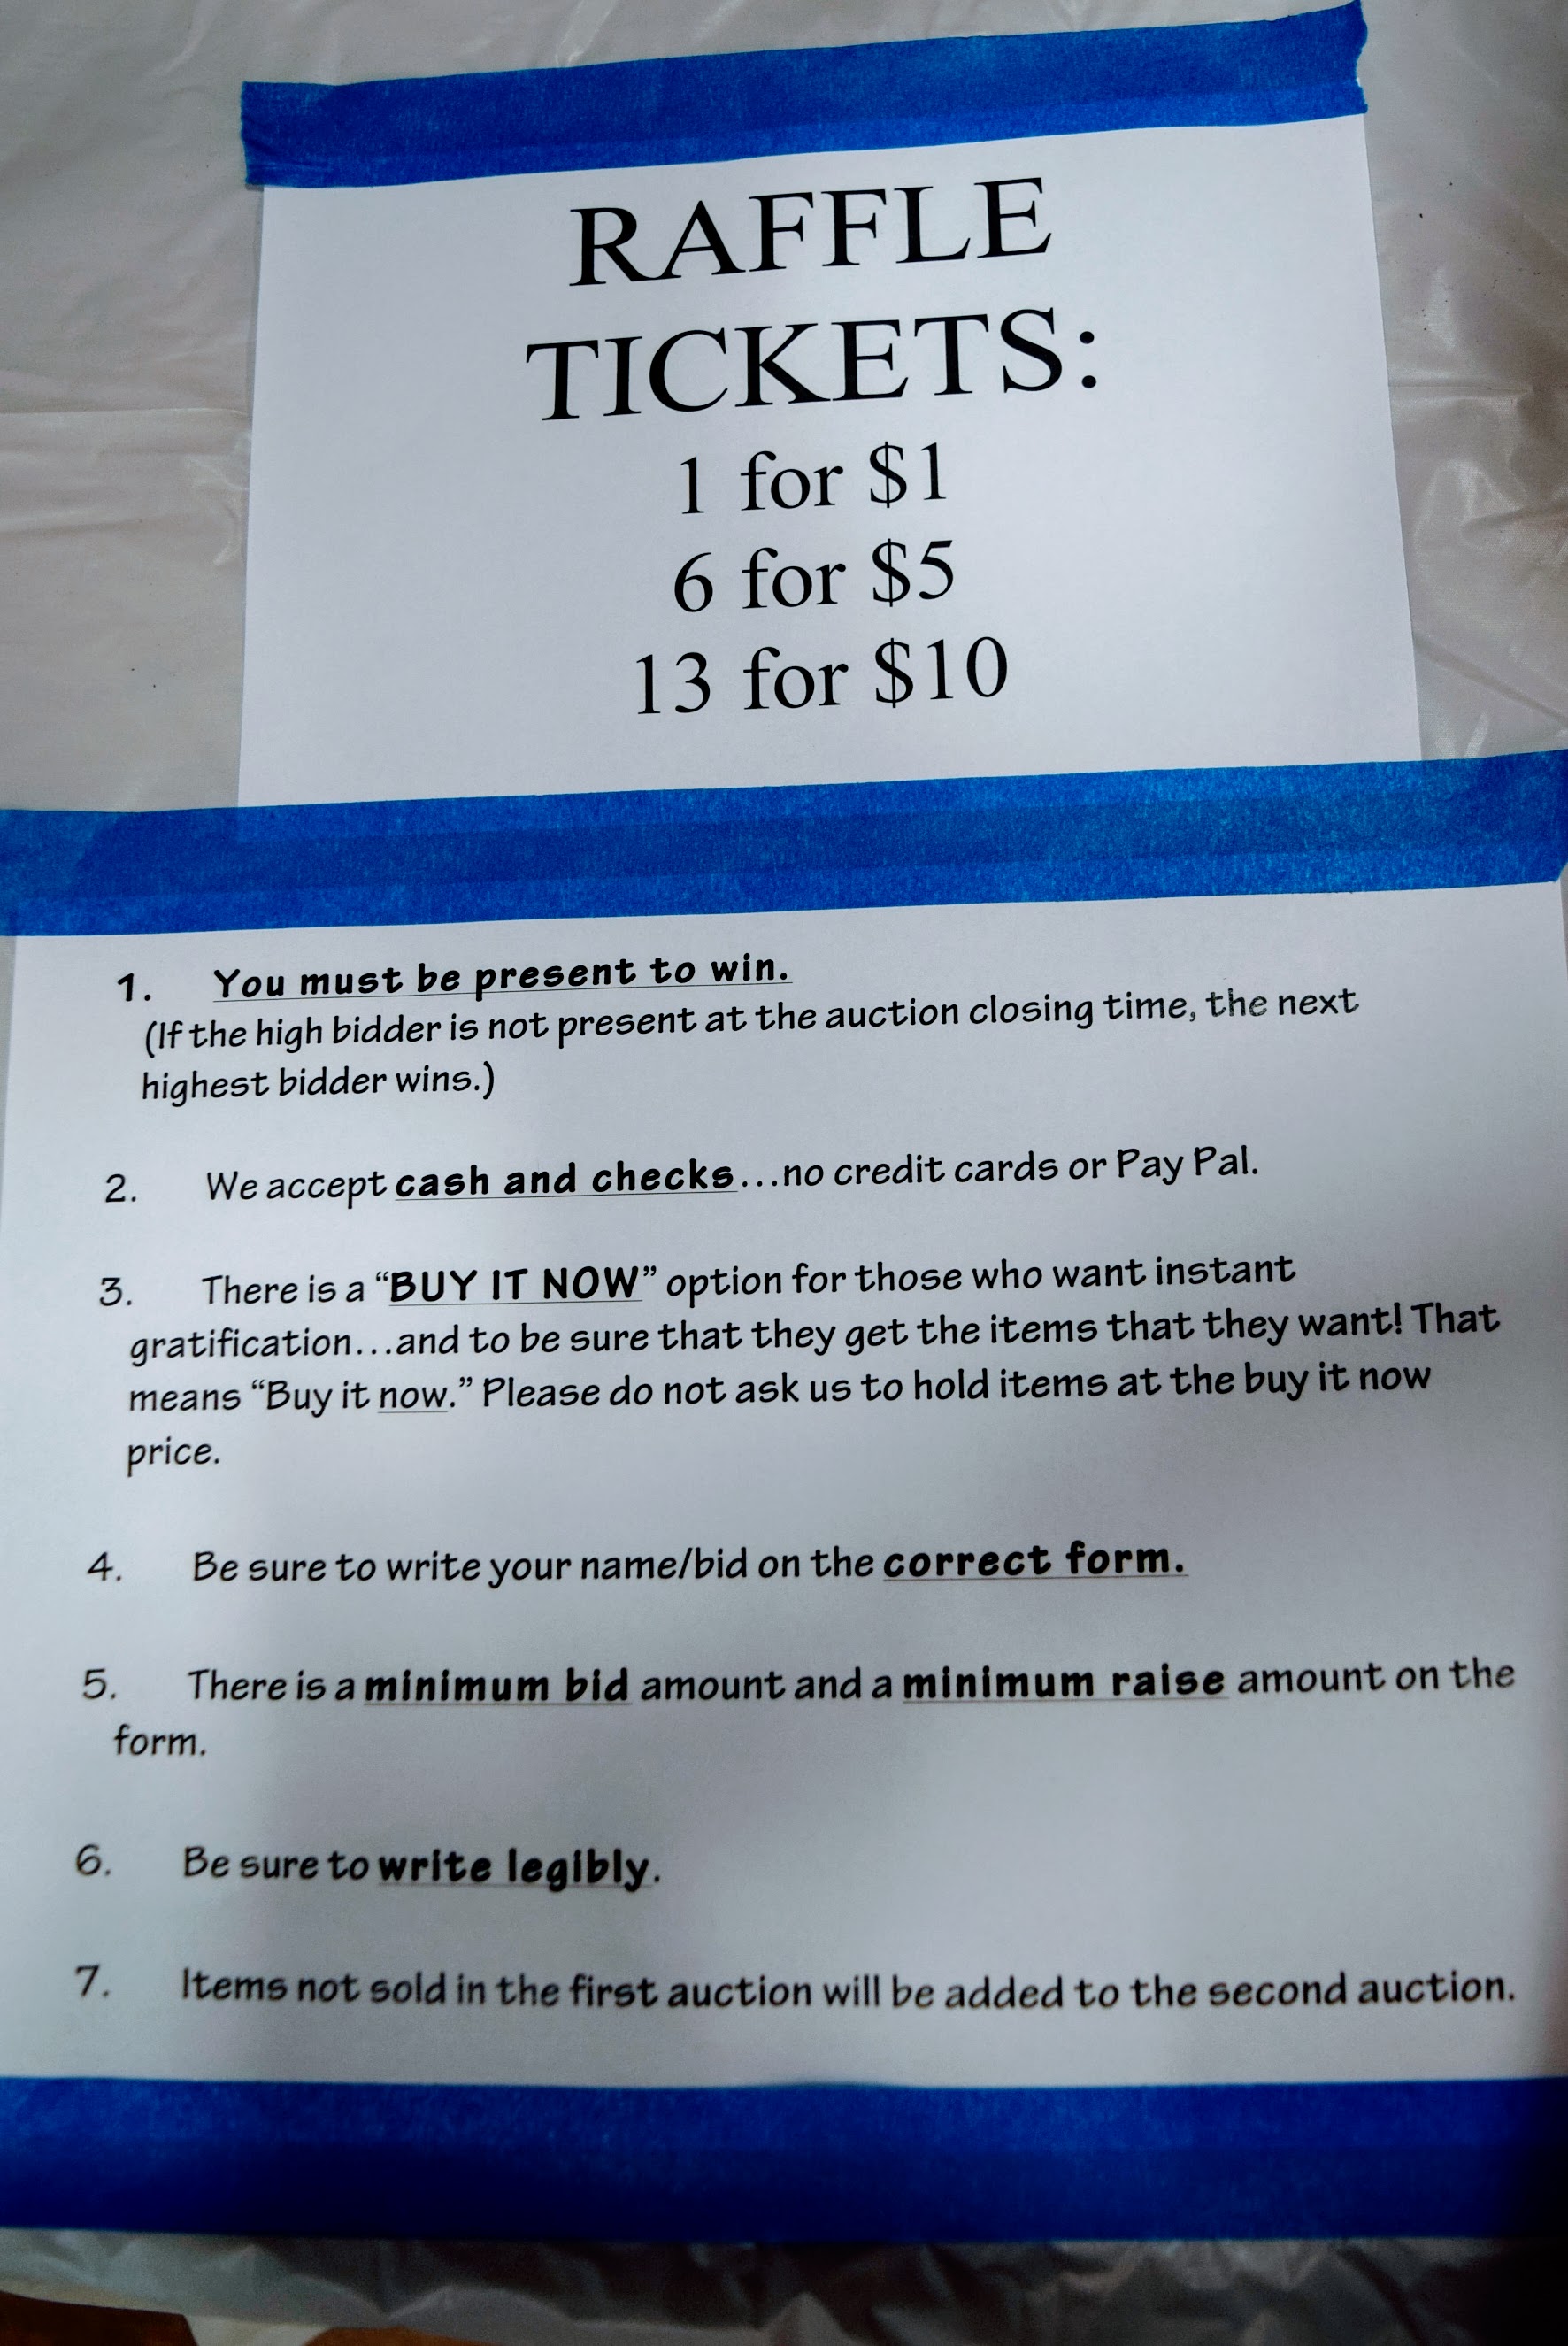 RAFFLE
TICKETS:
1 for $1
6 for $5
13 for $10
1. You must be present to win.
(If the high bidder is not present at the auction closing time, the next
highest bidder wins.)
2. We accept cash and checks...no credit cards or Pay Pal.
3. There is a “BUY IT NOW” option for those who want instant
gratification...and to be sure that they get the items that they want! That
means “Buy it now.” Please do not ask us to hold items at the buy it now
price.
4. Be sure to write your name/bid on the correct form.
5. There is a minimum bid amount and a minimum raise amount on the
form.
6. Be sure to write legibly.
7. Items not sold in the first auction will be added to the second auction.